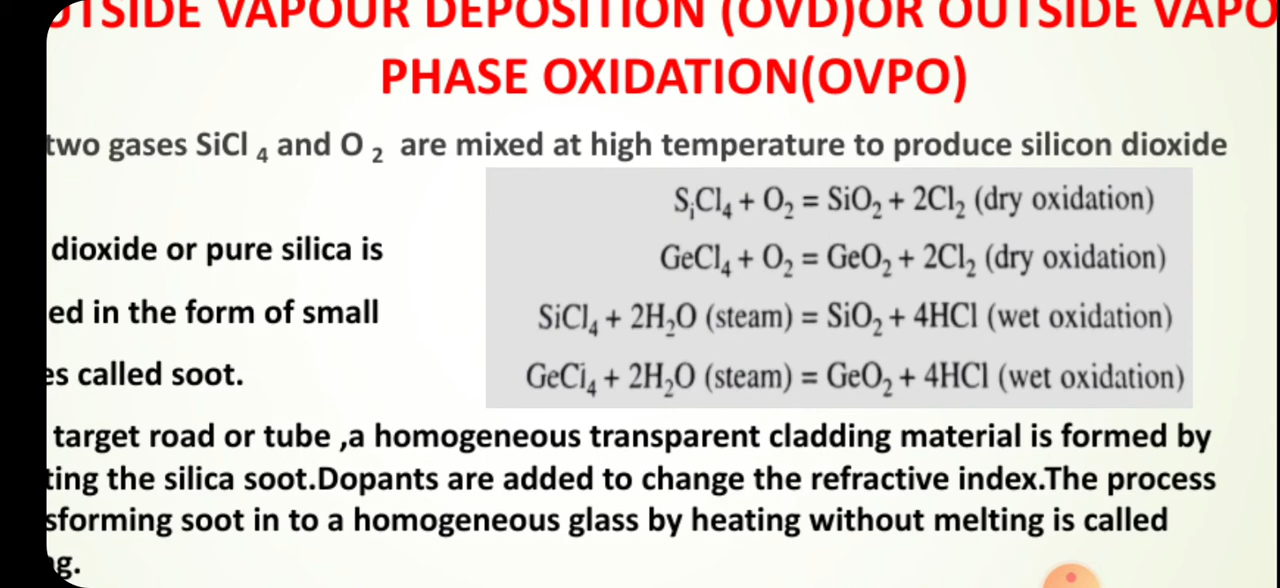 UTSIDE VAPOUR DEPOSITION (OVD)OR OUTSIDE VAPO
PHASE OXIDATION(OVPO)
two gases SiCl 4 and O 2 are mixed at high temperature to produce silicon dioxide
SiCl4 + O2 = SiO2 + 2Cl2 (dry oxidation)
dioxide or pure silica is
GeCl4 + O2 = GeO2 + 2Cl2 (dry oxidation)
ed in the form of small
SiCl4 + 2H2O (steam) = SiO2 + 4HCl (wet oxidation)
es called soot.
GeCi4 + 2H2O (steam) = GeO2 + 4HCl (wet oxidation)
target road or tube ,a homogeneous transparent cladding material is formed by
ting the silica soot.Dopants are added to change the refractive index.The process
sforming soot in to a homogeneous glass by heating without melting is called
g.